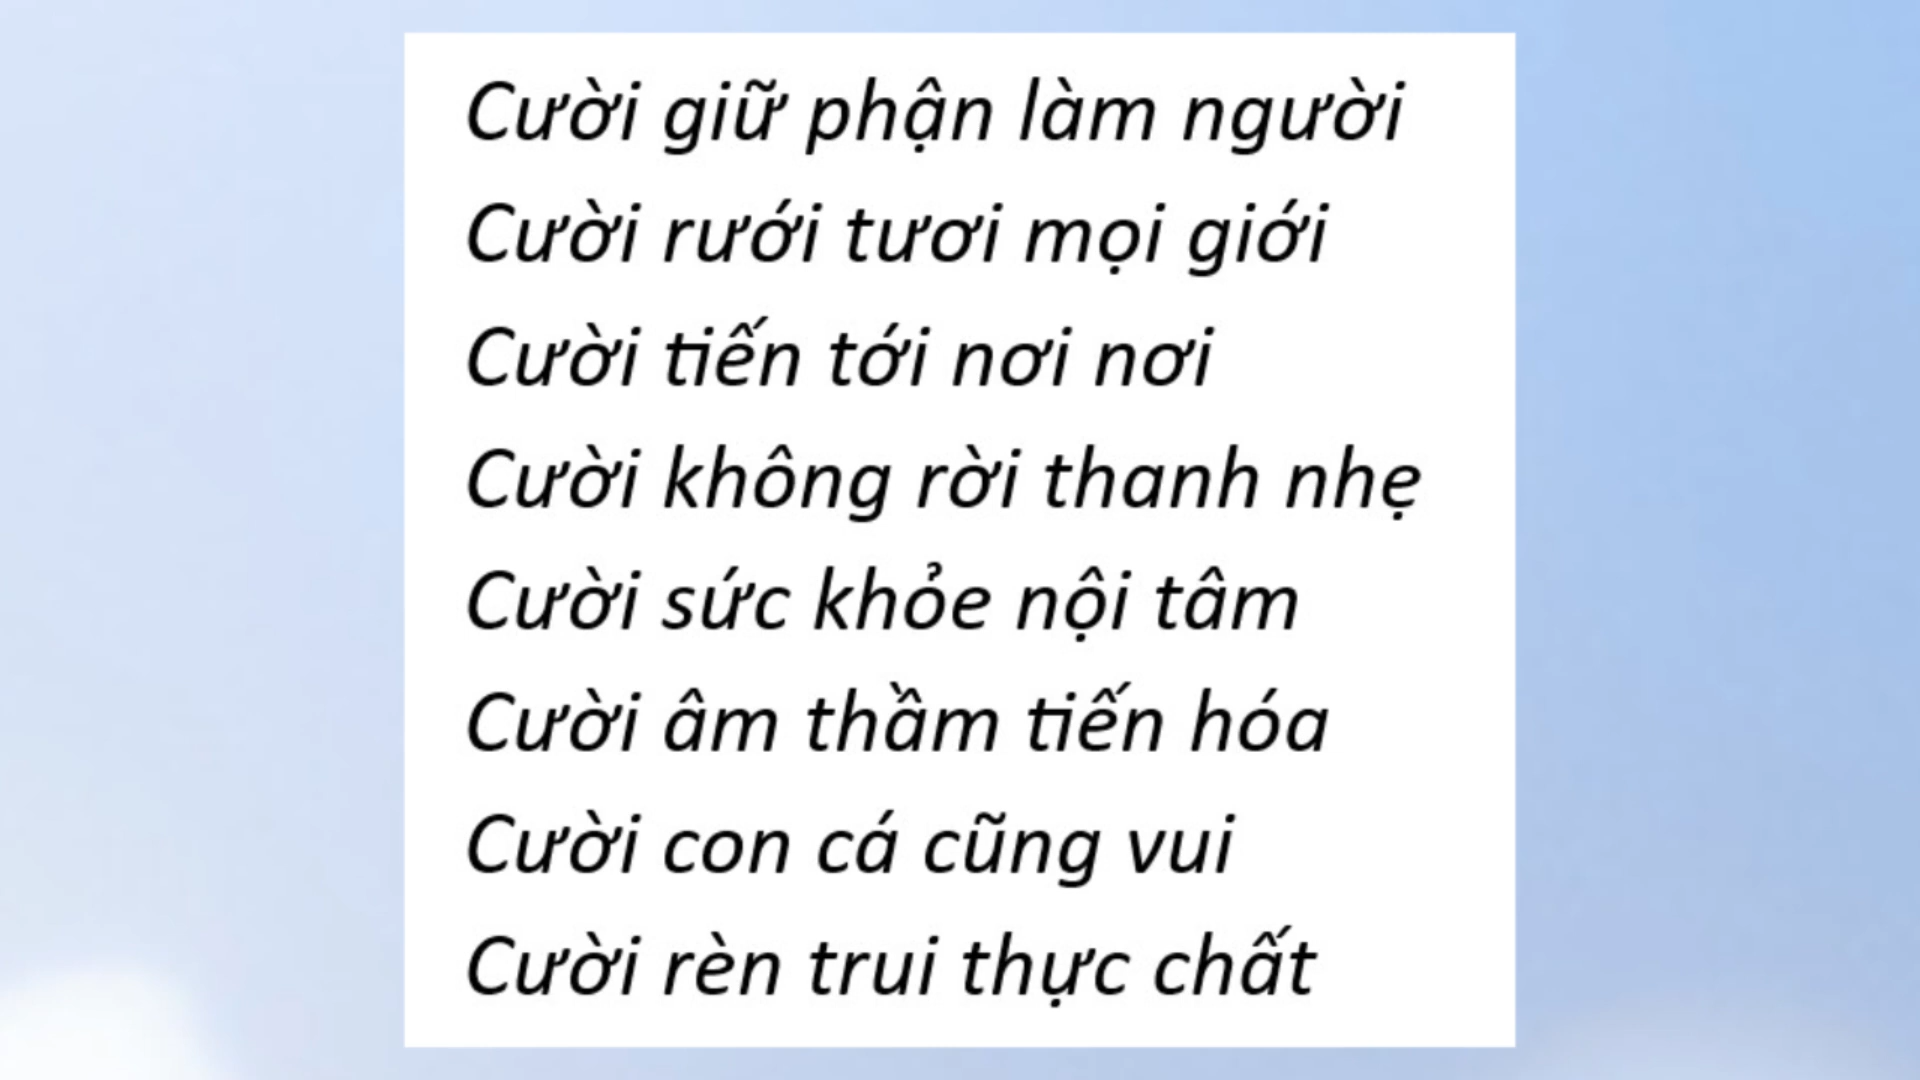 Cười giữ phận làm người
Cười rưới tươi mọi giới
Cười tiến tới nơi nơi
Cười không rời thanh nhẹ
Cười sức khỏe nội tâm
Cười âm thầm tiến hóa
Cười con cá cũng vui
Cười rèn trui thực chất